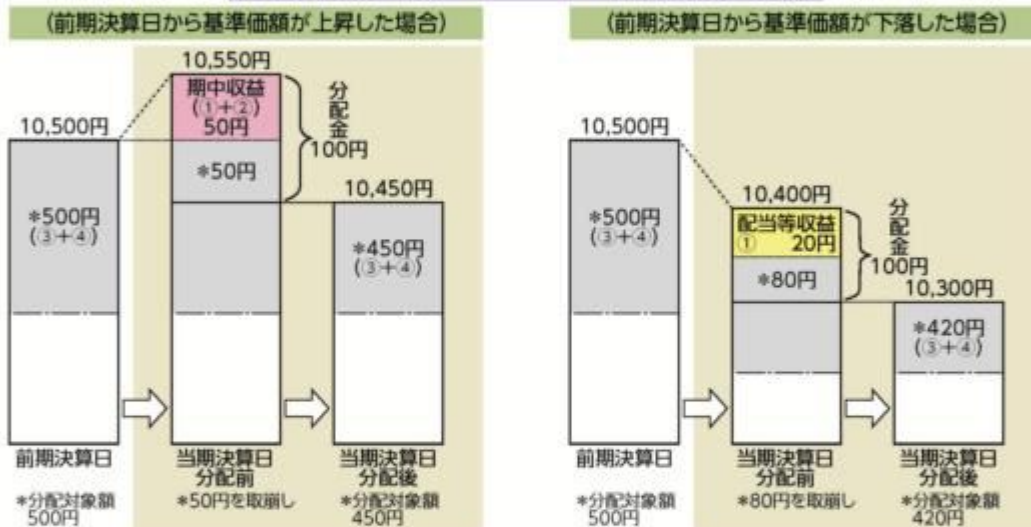 (前期決算日から基準価額が上昇した場合)
10,550円
期中収益
(①+②)
50円
分配金
100円
10,500円
*50円
10,450円
*500円
(③+④)
*450円
(③+④)
前期決算日
当期決算日
分配前
当期決算日
分配後
*分配対象額
500円
*50円を取崩し
*分配対象額
450円
(前期決算日から基準価額が下落した場合)
10,500円
10,400円
配当等収益
① 20円
分配金
100円
*500円
(③+④)
*80円
10,300円
*420円
(③+④)
前期決算日
当期決算日
分配前
当期決算日
分配後
*分配対象額
500円
*80円を取崩し
*分配対象額
420円